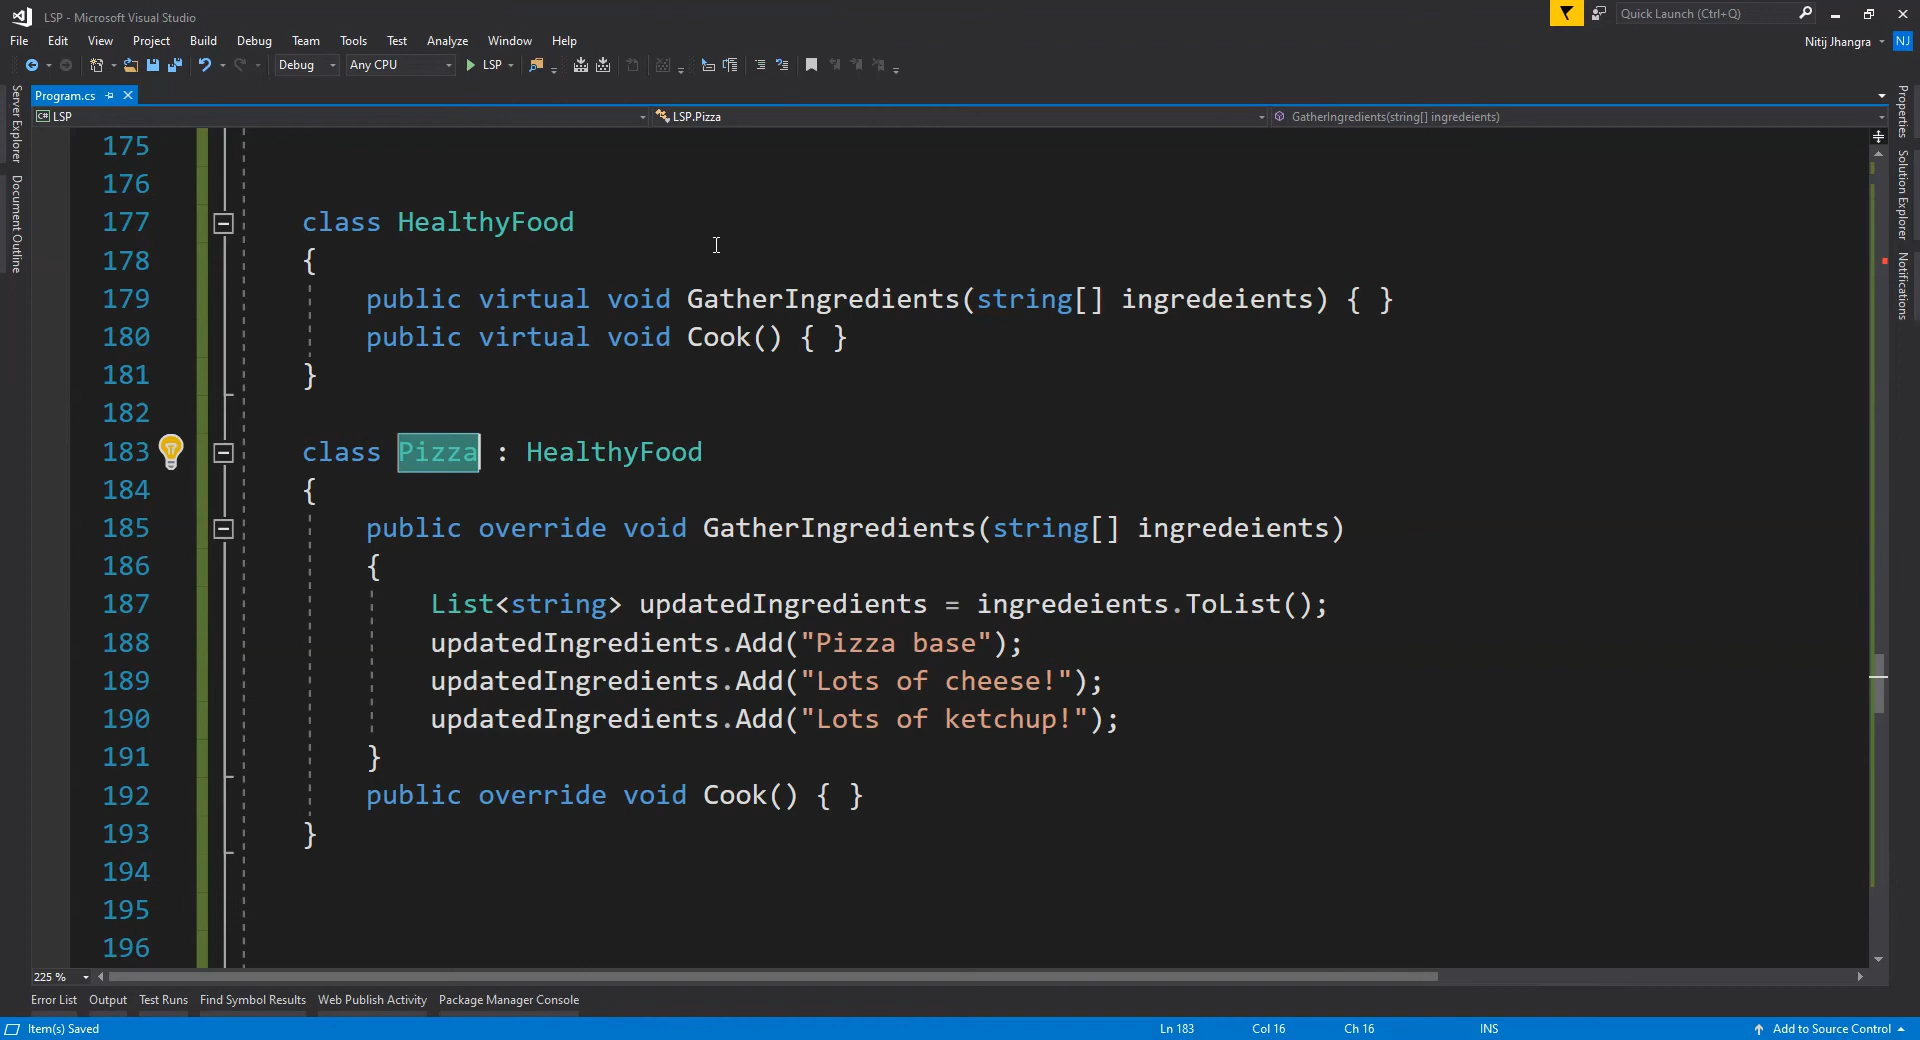 LSP - Microsoft Visual Studio
Quick Launch (Ctrl+Q)
File Edit View Project Build Debug Team Tools Test Analyze Window Help
Nitij Jhangra NJ
Debug Any CPU LSP
Program.cs
C# LSP LSP.Pizza GatherIngredients(string[] ingredeients)
Server Explorer
Document Outline
Properties
Solution Explorer
Notifications
175
176
177 class HealthyFood
178 {
179 public virtual void GatherIngredients(string[] ingredeients) { }
180 public virtual void Cook() { }
181 }
182
183 class Pizza : HealthyFood
184 {
185 public override void GatherIngredients(string[] ingredeients)
186 {
187 List<string> updatedIngredients = ingredeients.ToList();
188 updatedIngredients.Add("Pizza base");
189 updatedIngredients.Add("Lots of cheese!");
190 updatedIngredients.Add("Lots of ketchup!");
191 }
192 public override void Cook() { }
193 }
194
195
196
225 %
Error List Output Test Runs Find Symbol Results Web Publish Activity Package Manager Console
Item(s) Saved Ln 183 Col 16 Ch 16 INS Add to Source Control